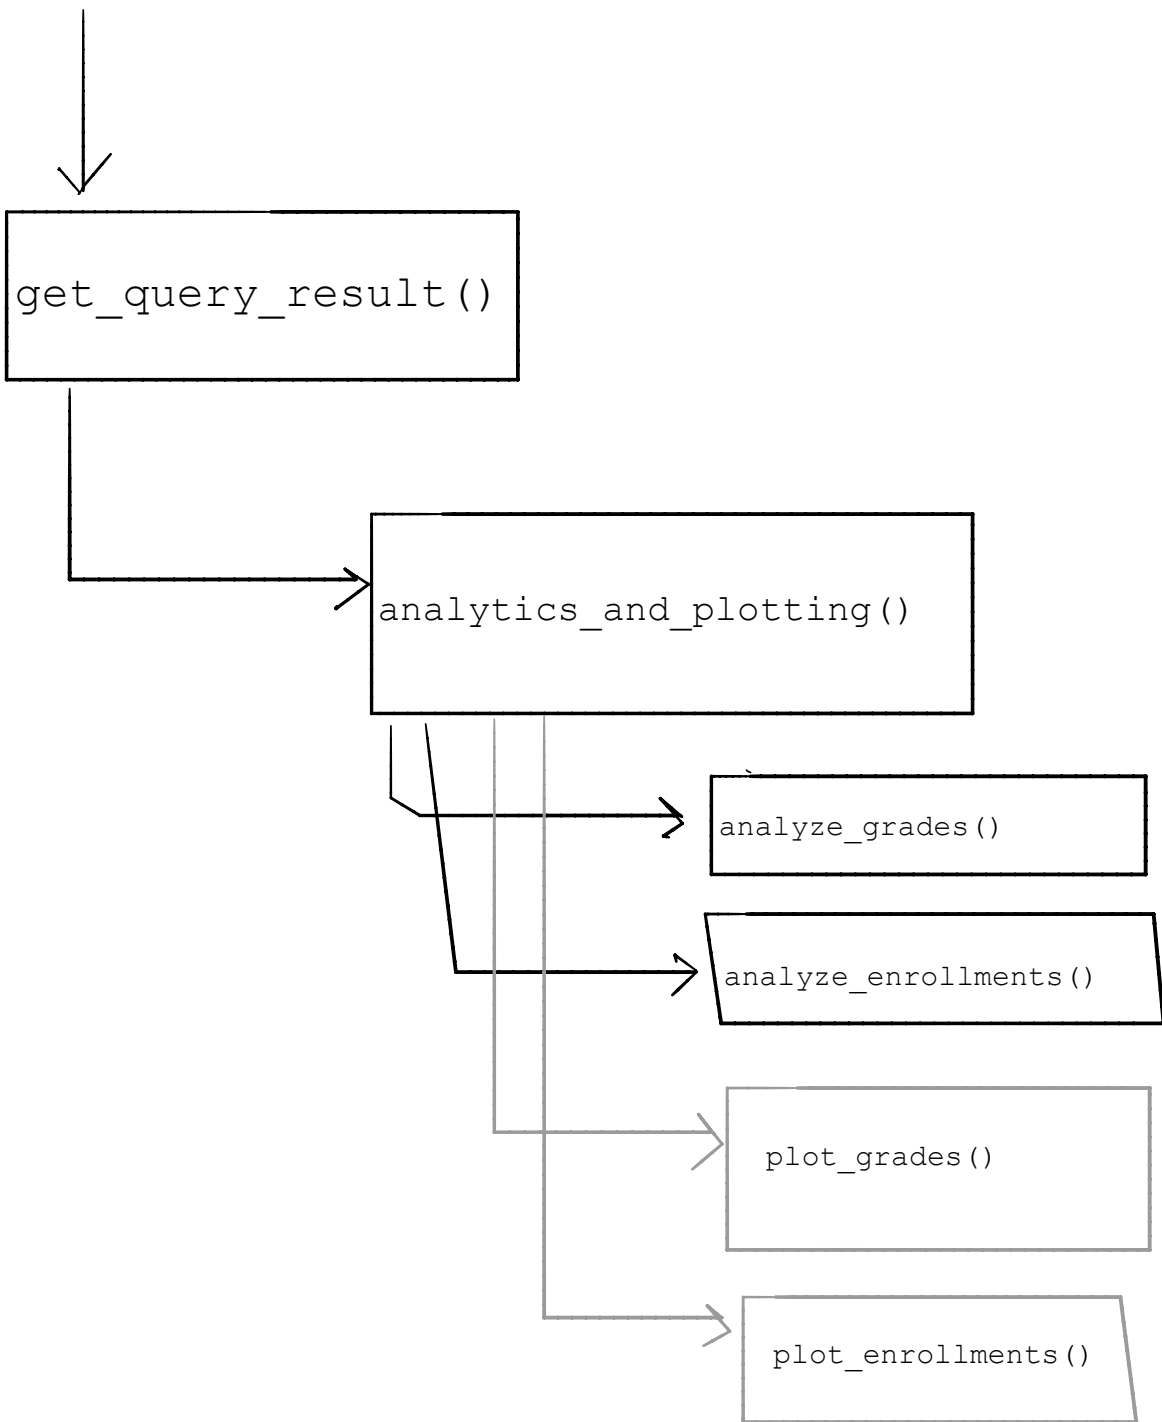 get_query_result()
analytics_and_plotting()
analyze_grades()
analyze_enrollments()
plot_grades()
plot_enrollments()